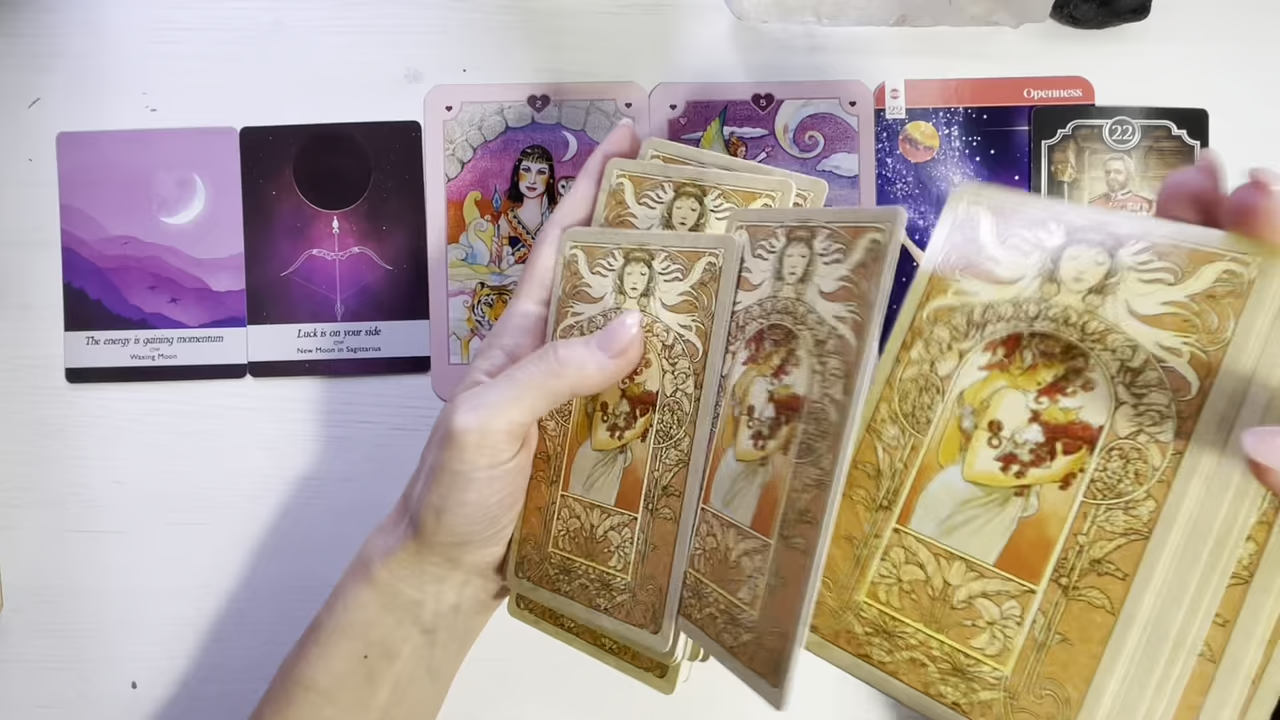 The energy is gaining momentum
Waxing Moon
Luck is on your side
New Moon in Sagittarius
2
5
22
Openness
22